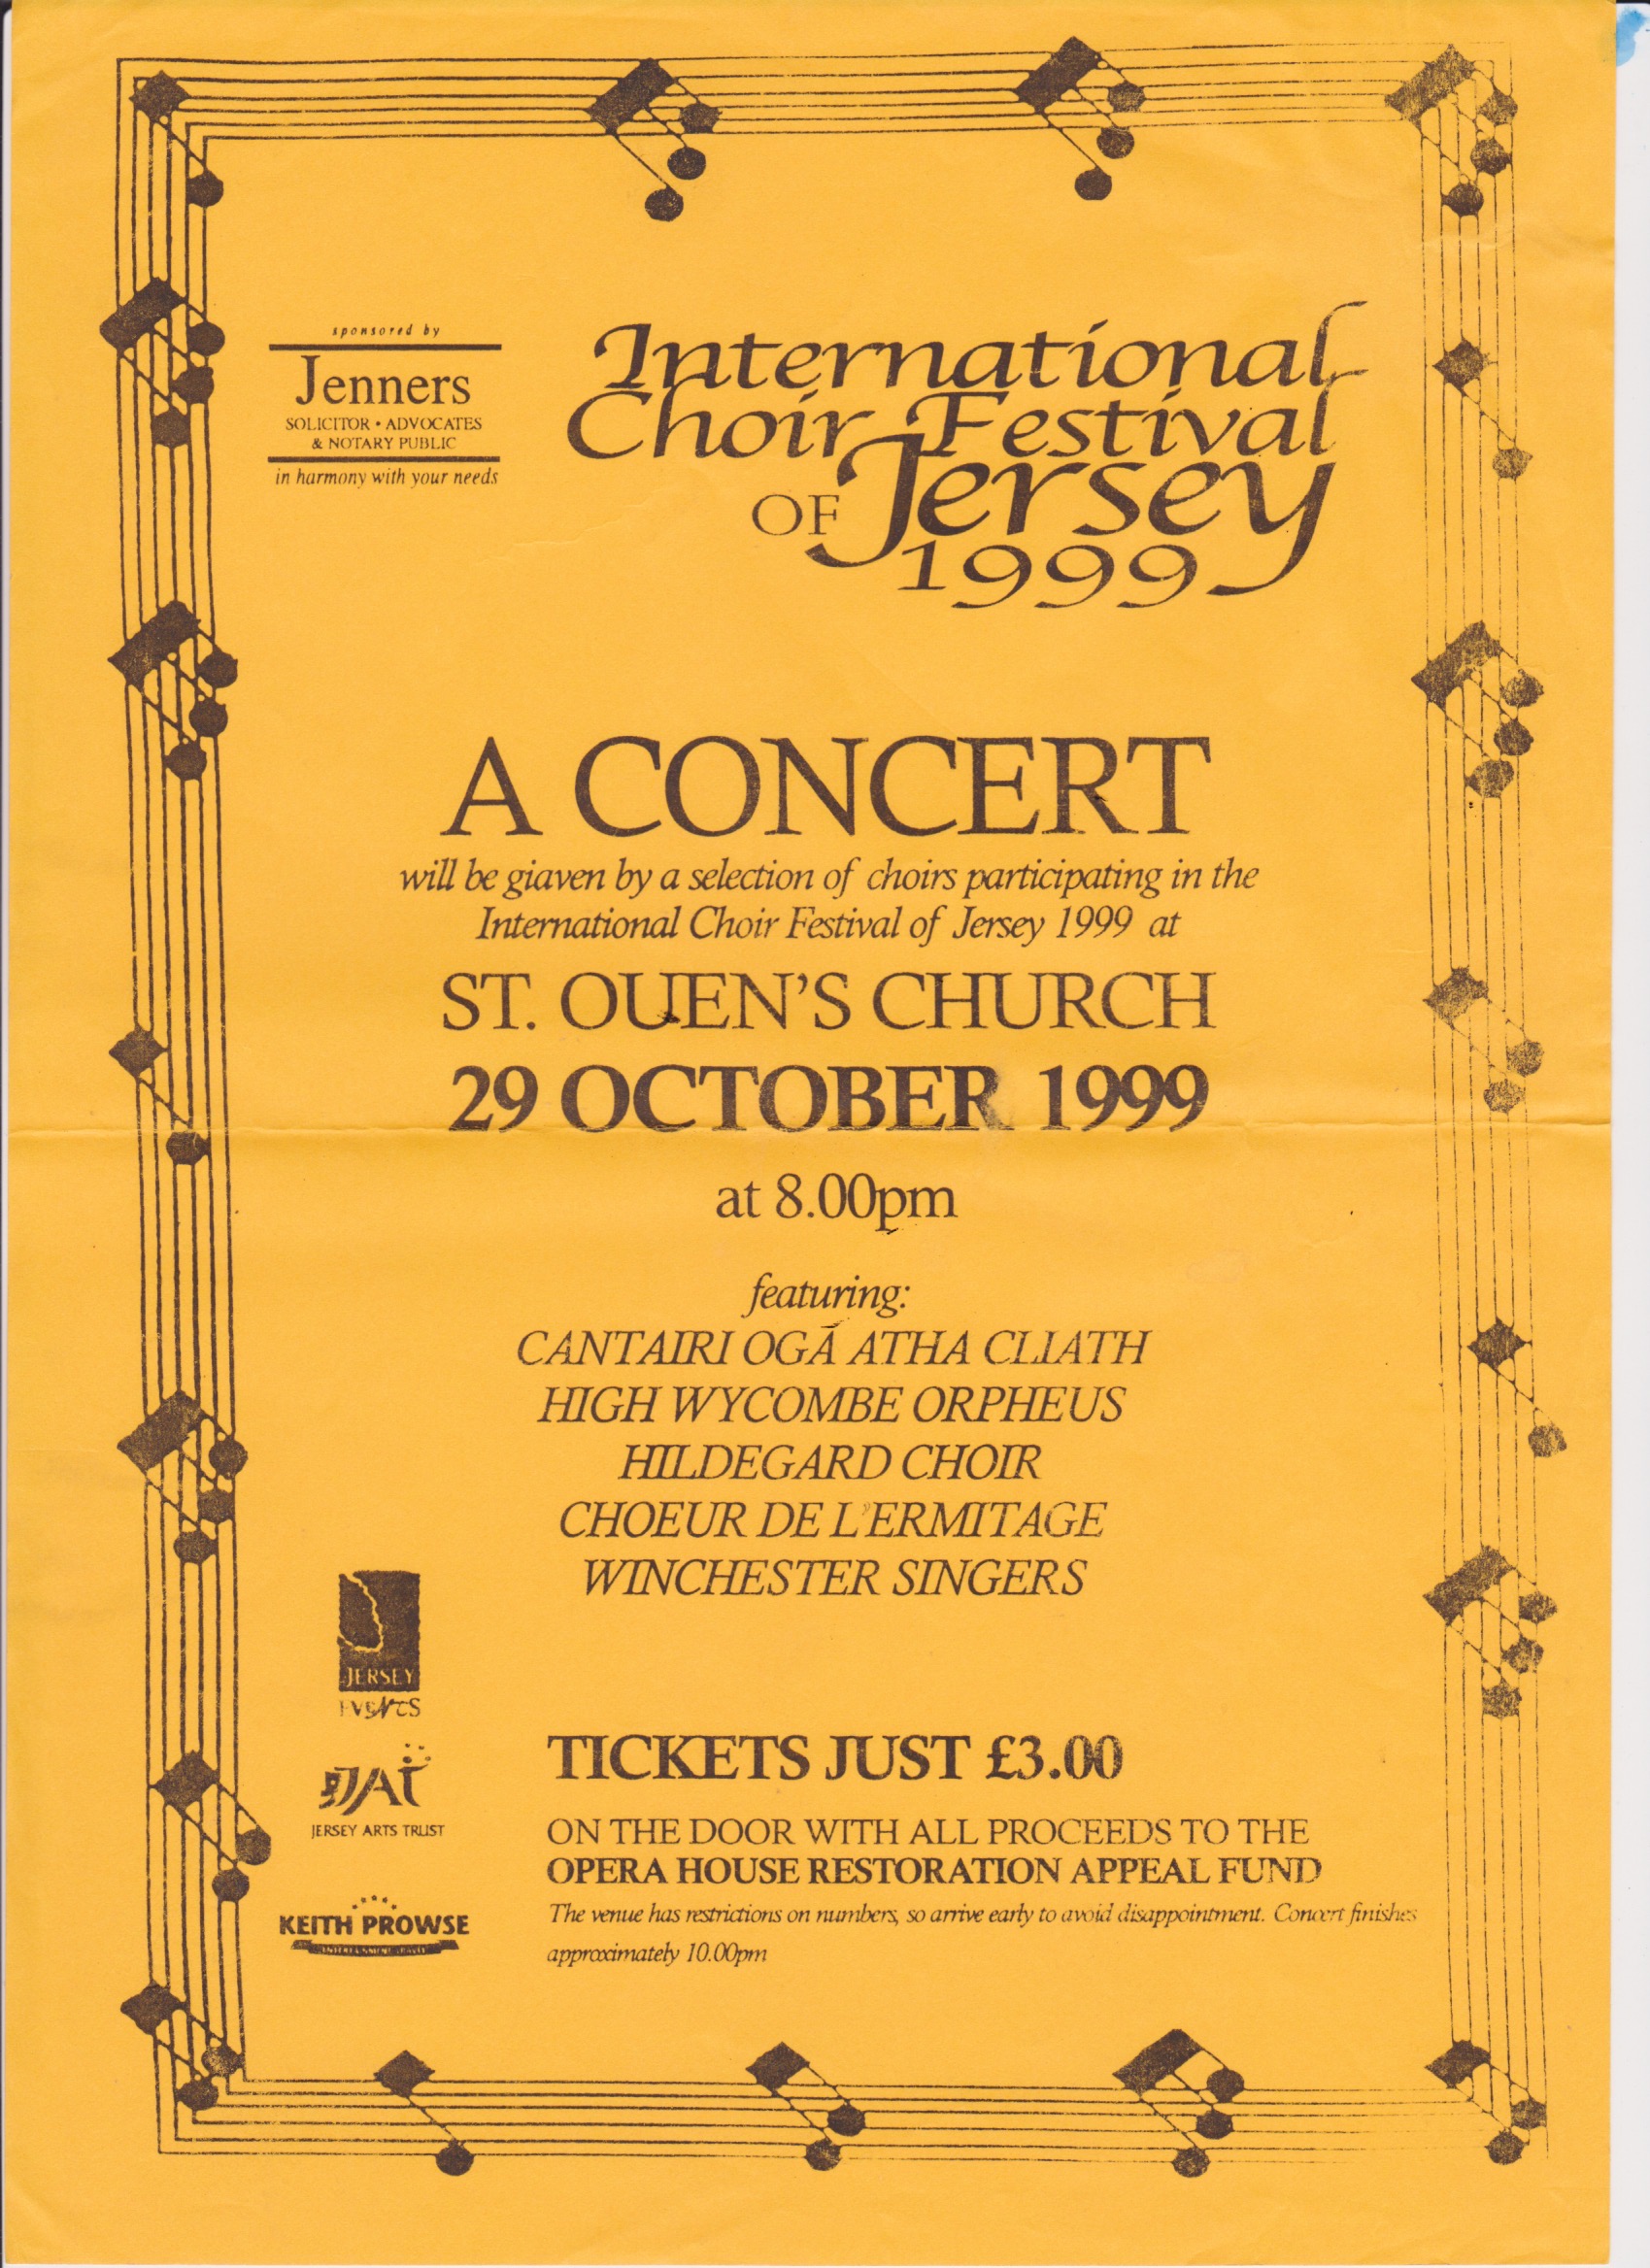 sponsored by
Jenners
SOLICITOR • ADVOCATES
& NOTARY PUBLIC
in harmony with your needs
International
Choir Festival
OF Jersey
1999
A CONCERT
will be giaven by a selection of choirs participating in the
International Choir Festival of Jersey 1999 at
ST. OUEN'S CHURCH
29 OCTOBER 1999
at 8.00pm
featuring:
CANTAIRI OGÁ ATHA CLIATH
HIGH WYCOMBE ORPHEUS
HILDEGARD CHOIR
CHOEUR DE L'ERMITAGE
WINCHESTER SINGERS
JERSEY
EVENTS
JAT
JERSEY ARTS TRUST
KEITH PROWSE
TICKETS JUST £3.00
ON THE DOOR WITH ALL PROCEEDS TO THE
OPERA HOUSE RESTORATION APPEAL FUND
The venue has restrictions on numbers, so arrive early to avoid disappointment. Concert finishes
approximately 10.00pm